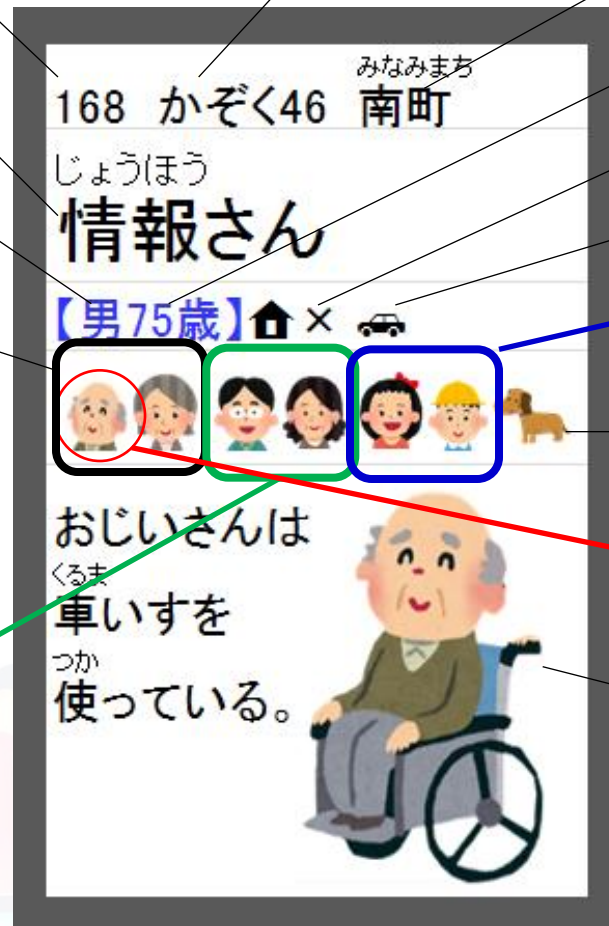 みなみまち
168 かぞく46 南町
じょうほう
情報さん
【男75歳】 ×
おじいさんは
くるま
車いすを
つか
使っている。